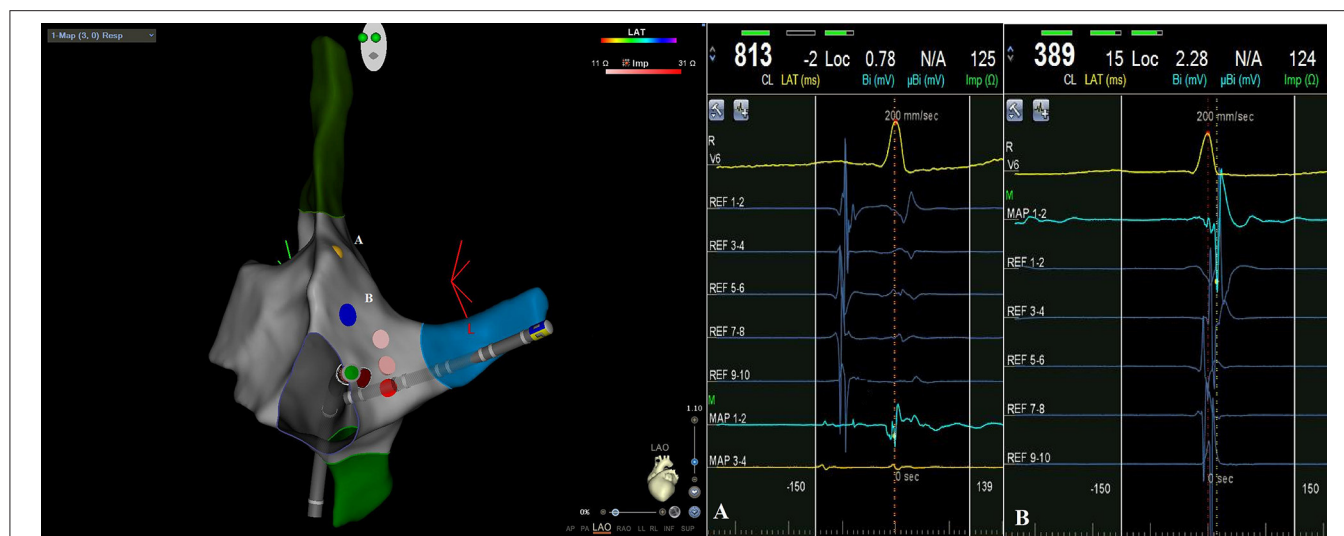 1-Map (3, 0) Resp
LAT
11 Ω Imp 31 Ω
A
B
L
1.10
LAO
0%
AP PA LAO RAO LL RL INF SUP
813 -2 Loc 0.78 N/A 125
CL LAT (ms) Bi (mV) µBi (mV) Imp (Ω)
200 mm/sec
R
V6
REF 1-2
REF 3-4
REF 5-6
REF 7-8
REF 9-10
M
MAP 1-2
MAP 3-4
0 sec
-150 139
A
389 15 Loc 2.28 N/A 124
CL LAT (ms) Bi (mV) µBi (mV) Imp (Ω)
200 mm/sec
R
V6
M
MAP 1-2
REF 1-2
REF 3-4
REF 5-6
REF 7-8
REF 9-10
0 sec
-150 150
B